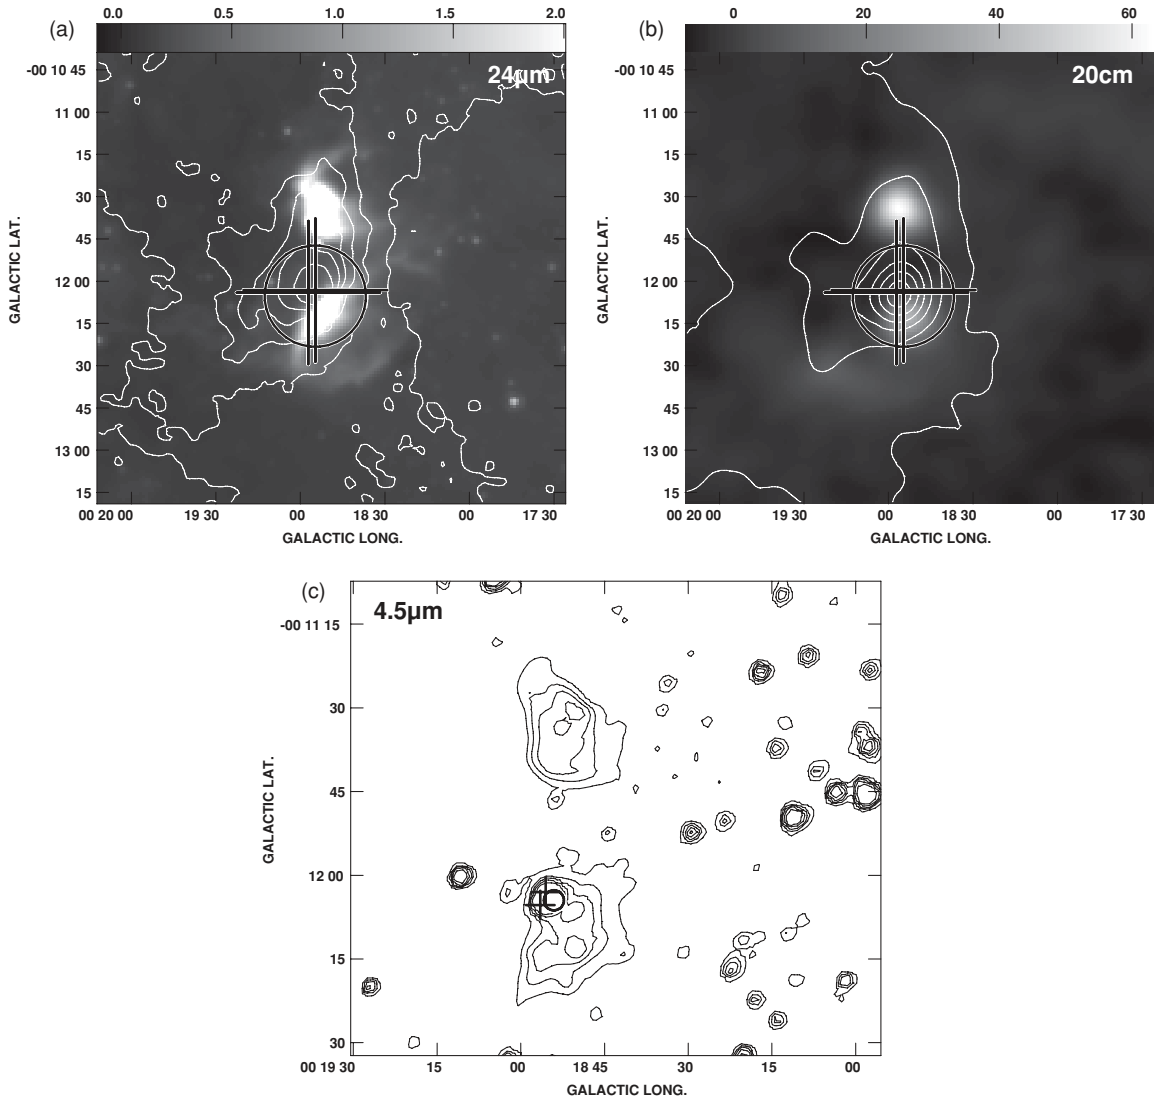 0.0 0.5 1.0 1.5 2.0
(a)
24µm
-00 10 45
11 00
15
30
45
12 00
15
30
45
13 00
15
GALACTIC LAT.
00 20 00 19 30 00 18 30 00 17 30
GALACTIC LONG.
0 20 40 60
(b)
20cm
-00 10 45
11 00
15
30
45
12 00
15
30
45
13 00
15
GALACTIC LAT.
00 20 00 19 30 00 18 30 00 17 30
GALACTIC LONG.
(c)
4.5µm
-00 11 15
30
45
12 00
15
30
GALACTIC LAT.
00 19 30 15 00 18 45 30 15 00
GALACTIC LONG.